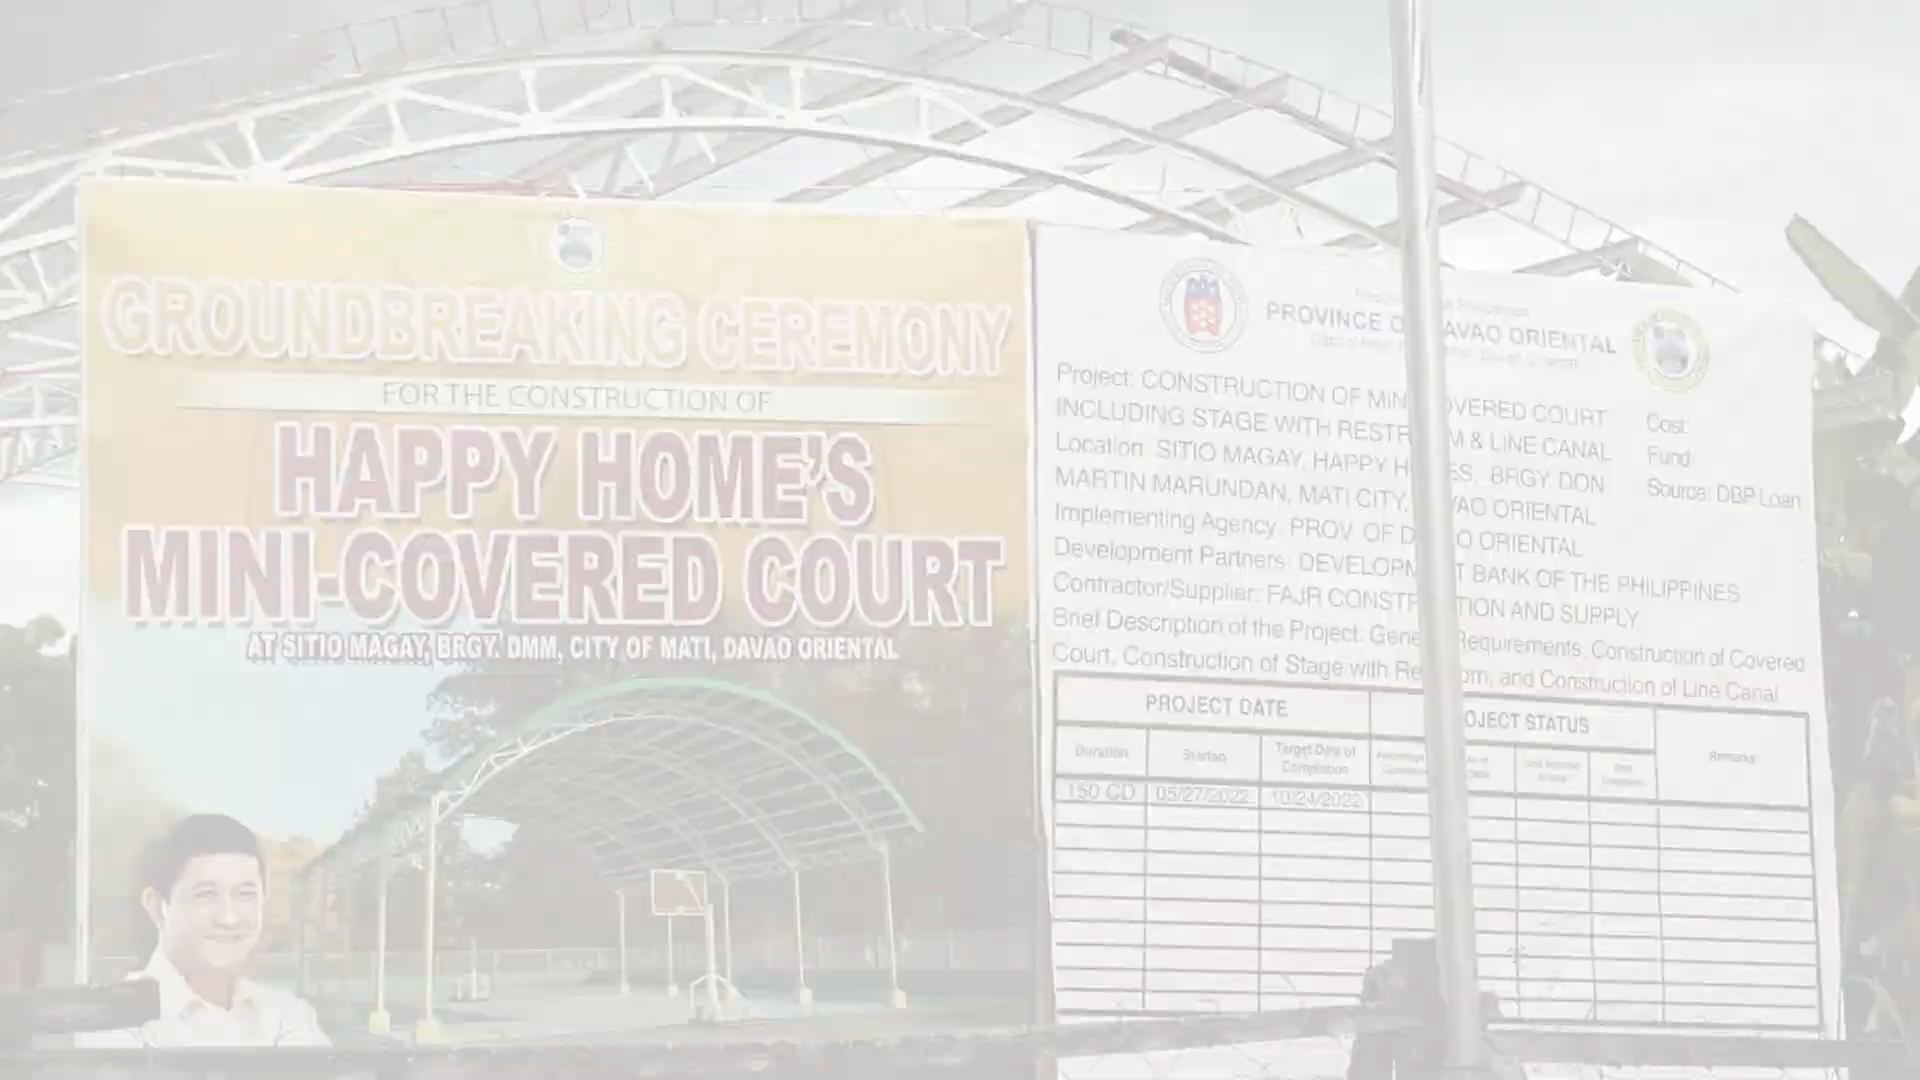 GROUNDBREAKING CEREMONY
FOR THE CONSTRUCTION OF
HAPPY HOME'S
MINI-COVERED COURT
AT SITIO MAGAY, BRGY. DMM, CITY OF MATI, DAVAO ORIENTAL
PROVINCE O AVAO ORIENTAL
Project: CONSTRUCTION OF MIN OVERED COURT
INCLUDING STAGE WITH RESTR M & LINE CANAL
Location: SITIO MAGAY, HAPPY H ES, BRGY DON
MARTIN MARUNDAN, MATI CITY, VAO ORIENTAL
Implementing Agency: PROV. OF D O ORIENTAL
Development Partners: DEVELOPM T BANK OF THE PHILIPPINES
Contractor/Supplier: FAJR CONSTR TION AND SUPPLY
Brief Description of the Project: Gene Requirements, Construction of Covered
Court, Construction of Stage with Re om, and Construction of Line Canal
Cost:
Fund
Source: DBP Loan
PROJECT DATE OJECT STATUS
Duration Started Target Date of Completion Remarks
150 CD 05/27/2022 10/24/2022